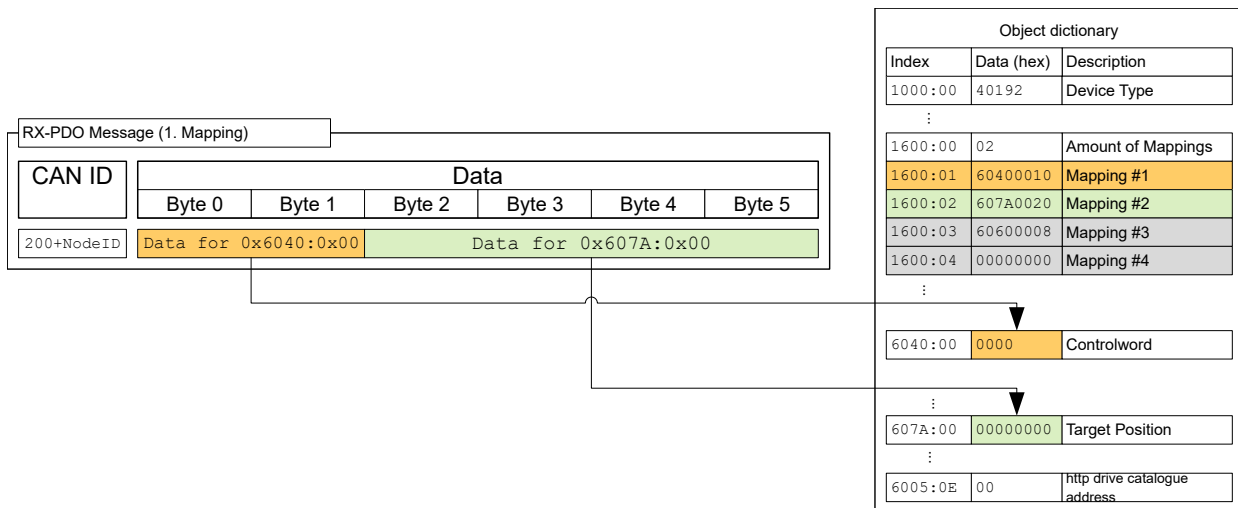 RX-PDO Message (1. Mapping)
CAN ID Data
Byte 0 Byte 1 Byte 2 Byte 3 Byte 4 Byte 5
200+NodeID Data for 0x6040:0x00 Data for 0x607A:0x00
Object dictionary
Index Data (hex) Description
1000:00 40192 Device Type
⋮
1600:00 02 Amount of Mappings
1600:01 60400010 Mapping #1
1600:02 607A0020 Mapping #2
1600:03 60600008 Mapping #3
1600:04 00000000 Mapping #4
⋮
6040:00 0000 Controlword
⋮
607A:00 00000000 Target Position
⋮
6005:0E 00 http drive catalogue
address